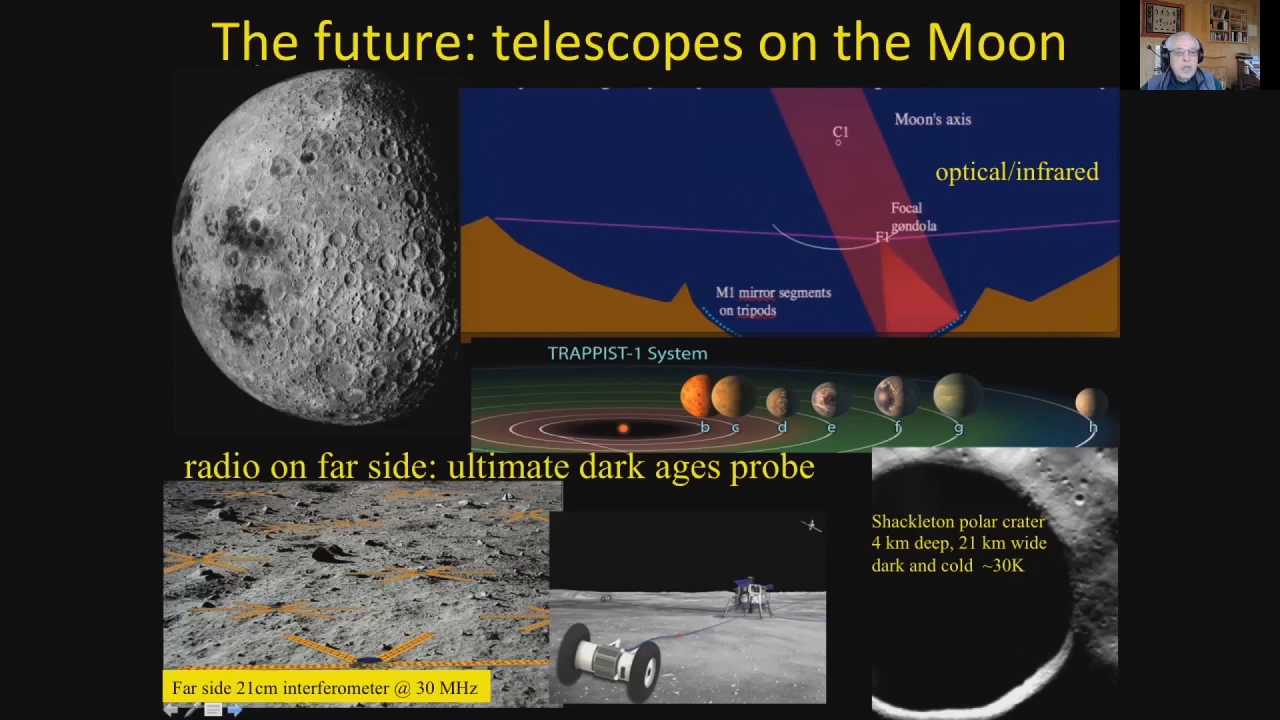 The future: telescopes on the Moon
C1
Moon's axis
optical/infrared
Focal
gondola
F1
M1 mirror segments
on tripods
TRAPPIST-1 System
b c d e f g h
radio on far side: ultimate dark ages probe
Shackleton polar crater
4 km deep, 21 km wide
dark and cold ~30K
Far side 21cm interferometer @ 30 MHz